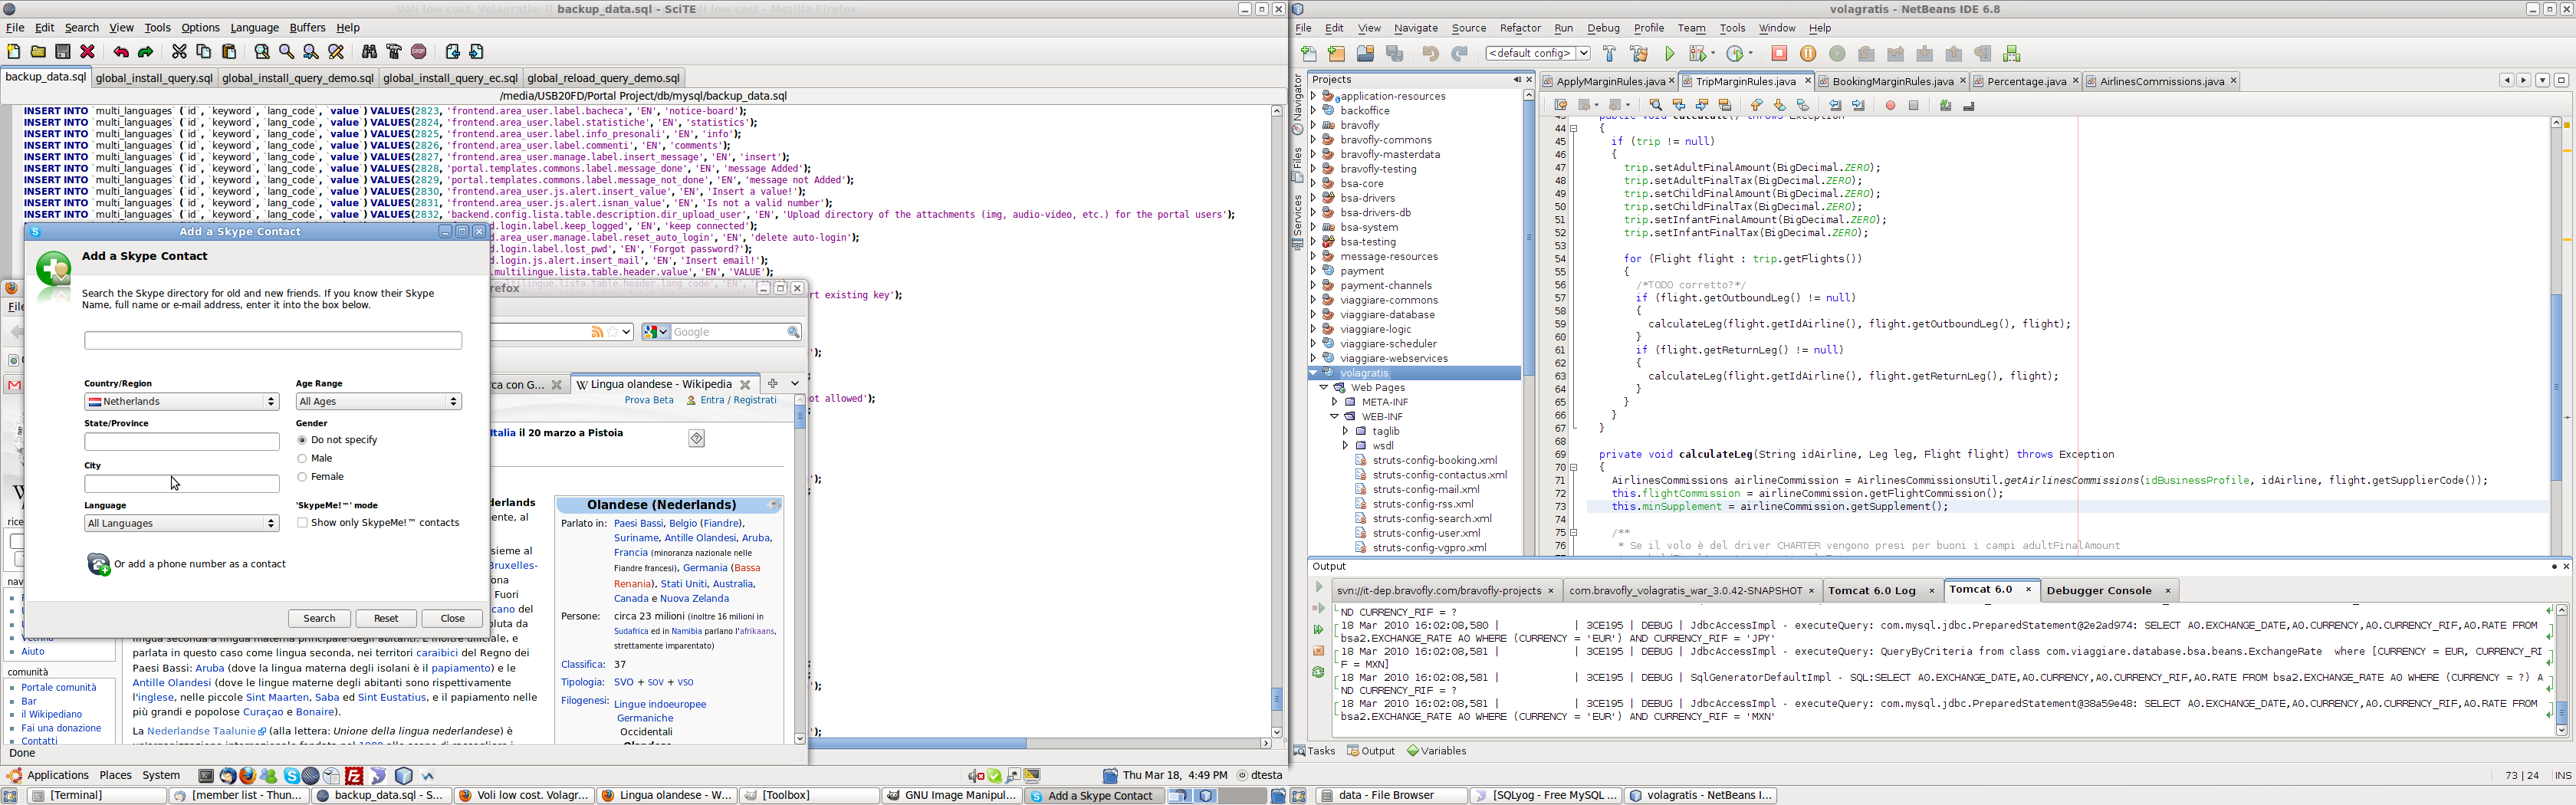 backup_data.sql - SciTE
File Edit Search View Tools Options Language Buffers Help
backup_data.sql global_install_query.sql global_install_query_demo.sql global_install_query_ec.sql global_reload_query_demo.sql
/media/USB20FD/Portal Project/db/mysql/backup_data.sql
INSERT INTO `multi_languages` (`id`, `keyword`, `lang_code`, `value`) VALUES(2823, 'frontend.area_user.label.bacheca', 'EN', 'notice-board');
INSERT INTO `multi_languages` (`id`, `keyword`, `lang_code`, `value`) VALUES(2824, 'frontend.area_user.label.statistiche', 'EN', 'statistics');
INSERT INTO `multi_languages` (`id`, `keyword`, `lang_code`, `value`) VALUES(2825, 'frontend.area_user.label.info_presonali', 'EN', 'info');
INSERT INTO `multi_languages` (`id`, `keyword`, `lang_code`, `value`) VALUES(2826, 'frontend.area_user.label.commenti', 'EN', 'comments');
INSERT INTO `multi_languages` (`id`, `keyword`, `lang_code`, `value`) VALUES(2827, 'frontend.area_user.manage.label.insert_message', 'EN', 'insert');
INSERT INTO `multi_languages` (`id`, `keyword`, `lang_code`, `value`) VALUES(2828, 'portal.templates.commons.label.message_done', 'EN', 'message Added');
INSERT INTO `multi_languages` (`id`, `keyword`, `lang_code`, `value`) VALUES(2829, 'portal.templates.commons.label.message_not_done', 'EN', 'message not Added');
INSERT INTO `multi_languages` (`id`, `keyword`, `lang_code`, `value`) VALUES(2830, 'frontend.area_user.js.alert.insert_value', 'EN', 'Insert a value!');
INSERT INTO `multi_languages` (`id`, `keyword`, `lang_code`, `value`) VALUES(2831, 'frontend.area_user.js.alert.isnan_value', 'EN', 'Is not a valid number');
INSERT INTO `multi_languages` (`id`, `keyword`, `lang_code`, `value`) VALUES(2832, 'backend.config.lista.table.description.dir_upload_user', 'EN', 'Upload directory of the attachments (img, audio-video, etc.) for the portal users');
d.login.label.keep_logged', 'EN', 'keep connected');
d.area_user.manage.label.reset_auto_login', 'EN', 'delete auto-login');
d.login.label.lost_pwd', 'EN', 'Forgot password?');
d.login.js.alert.insert_mail', 'EN', 'Insert email!');
.multilingue.lista.table.header.value', 'EN', 'VALUE');
rt existing key');
ot allowed');
Add a Skype Contact
Add a Skype Contact
Search the Skype directory for old and new friends. If you know their Skype
Name, full name or e-mail address, enter it into the box below.
Country/Region Age Range
Netherlands All Ages
State/Province Gender
Do not specify
City Male
Female
Language 'SkypeMe!™' mode
All Languages Show only SkypeMe!™ contacts
Or add a phone number as a contact
Search Reset Close
refox
Google
rca con G... Lingua olandese - Wikipedia
Prova Beta Entra / Registrati
Italia il 20 marzo a Pistoia
Olandese (Nederlands)
Parlato in: Paesi Bassi, Belgio (Fiandre),
Suriname, Antille Olandesi, Aruba,
Francia (minoranza nazionale nelle
Fiandre francesi), Germania (Bassa
Renania), Stati Uniti, Australia,
Canada e Nuova Zelanda
Persone: circa 23 milioni (inoltre 16 milioni in
Sudafrica ed in Namibia parlano l'afrikaans,
strettamente imparentato)
Classifica: 37
Tipologia: SVO + SOV + VSO
Filogenesi: Lingue indoeuropee
Germaniche
Occidentali
Olandese
parlata in questo caso come lingua seconda, nei territori caraibici del Regno dei
Paesi Bassi: Aruba (dove la lingua materna degli isolani è il papiamento) e le
Antille Olandesi (dove le lingue materne degli abitanti sono rispettivamente
l'inglese, nelle piccole Sint Maarten, Saba ed Sint Eustatius, e il papiamento nelle
più grandi e popolose Curaçao e Bonaire).
La Nederlandse Taalunie (alla lettera: Unione della lingua nederlandese) è
Aiuto
comunità
Portale comunità
Bar
il Wikipediano
Fai una donazione
Contatti
Done
Applications Places System
Thu Mar 18, 4:49 PM dtesta
[Terminal] [member list - Thun... backup_data.sql - S... Voli low cost. Volagr... Lingua olandese - W... [Toolbox] GNU Image Manipul... Add a Skype Contact
volagratis - NetBeans IDE 6.8
File Edit View Navigate Source Refactor Run Debug Profile Team Tools Window Help
<default config>
Projects
Navigator
Files
Services
application-resources
backoffice
bravofly
bravofly-commons
bravofly-masterdata
bravofly-testing
bsa-core
bsa-drivers
bsa-drivers-db
bsa-system
bsa-testing
message-resources
payment
payment-channels
viaggiare-commons
viaggiare-database
viaggiare-logic
viaggiare-scheduler
viaggiare-webservices
volagratis
Web Pages
META-INF
WEB-INF
taglib
wsdl
struts-config-booking.xml
struts-config-contactus.xml
struts-config-mail.xml
struts-config-rss.xml
struts-config-search.xml
struts-config-user.xml
struts-config-vgpro.xml
ApplyMarginRules.java TripMarginRules.java BookingMarginRules.java Percentage.java AirlinesCommissions.java
43 public void calculate() throws Exception
44 {
45 if (trip != null)
46 {
47 trip.setAdultFinalAmount(BigDecimal.ZERO);
48 trip.setAdultFinalTax(BigDecimal.ZERO);
49 trip.setChildFinalAmount(BigDecimal.ZERO);
50 trip.setChildFinalTax(BigDecimal.ZERO);
51 trip.setInfantFinalAmount(BigDecimal.ZERO);
52 trip.setInfantFinalTax(BigDecimal.ZERO);
53
54 for (Flight flight : trip.getFlights())
55 {
56 /*TODO corretto?*/
57 if (flight.getOutboundLeg() != null)
58 {
59 calculateLeg(flight.getIdAirline(), flight.getOutboundLeg(), flight);
60 }
61 if (flight.getReturnLeg() != null)
62 {
63 calculateLeg(flight.getIdAirline(), flight.getReturnLeg(), flight);
64 }
65 }
66 }
67 }
68
69 private void calculateLeg(String idAirline, Leg leg, Flight flight) throws Exception
70 {
71 AirlinesCommissions airlineCommission = AirlinesCommissionsUtil.getAirlinesCommissions(idBusinessProfile, idAirline, flight.getSupplierCode());
72 this.flightCommission = airlineCommission.getFlightCommission();
73 this.minSupplement = airlineCommission.getSupplement();
74
75 /**
76 * Se il volo è del driver CHARTER vengono presi per buoni i campi adultFinalAmount
Output
svn://it-dep.bravofly.com/bravofly-projects com.bravofly_volagratis_war_3.0.42-SNAPSHOT Tomcat 6.0 Log Tomcat 6.0 Debugger Console
ND CURRENCY_RIF = ?
18 Mar 2010 16:02:08,580 | | 3CE195 | DEBUG | JdbcAccessImpl - executeQuery: com.mysql.jdbc.PreparedStatement@2e2ad974: SELECT A0.EXCHANGE_DATE,A0.CURRENCY,A0.CURRENCY_RIF,A0.RATE FROM
bsa2.EXCHANGE_RATE A0 WHERE (CURRENCY = 'EUR') AND CURRENCY_RIF = 'JPY'
18 Mar 2010 16:02:08,581 | | 3CE195 | DEBUG | JdbcAccessImpl - executeQuery: QueryByCriteria from class com.viaggiare.database.bsa.beans.ExchangeRate where [CURRENCY = EUR, CURRENCY_RI
F = MXN]
18 Mar 2010 16:02:08,581 | | 3CE195 | DEBUG | SqlGeneratorDefaultImpl - SQL:SELECT A0.EXCHANGE_DATE,A0.CURRENCY,A0.CURRENCY_RIF,A0.RATE FROM bsa2.EXCHANGE_RATE A0 WHERE (CURRENCY = ?) A
ND CURRENCY_RIF = ?
18 Mar 2010 16:02:08,581 | | 3CE195 | DEBUG | JdbcAccessImpl - executeQuery: com.mysql.jdbc.PreparedStatement@38a59e48: SELECT A0.EXCHANGE_DATE,A0.CURRENCY,A0.CURRENCY_RIF,A0.RATE FROM
bsa2.EXCHANGE_RATE A0 WHERE (CURRENCY = 'EUR') AND CURRENCY_RIF = 'MXN'
Tasks Output Variables
73 | 24 INS
data - File Browser [SQLyog - Free MySQL ... volagratis - NetBeans I...